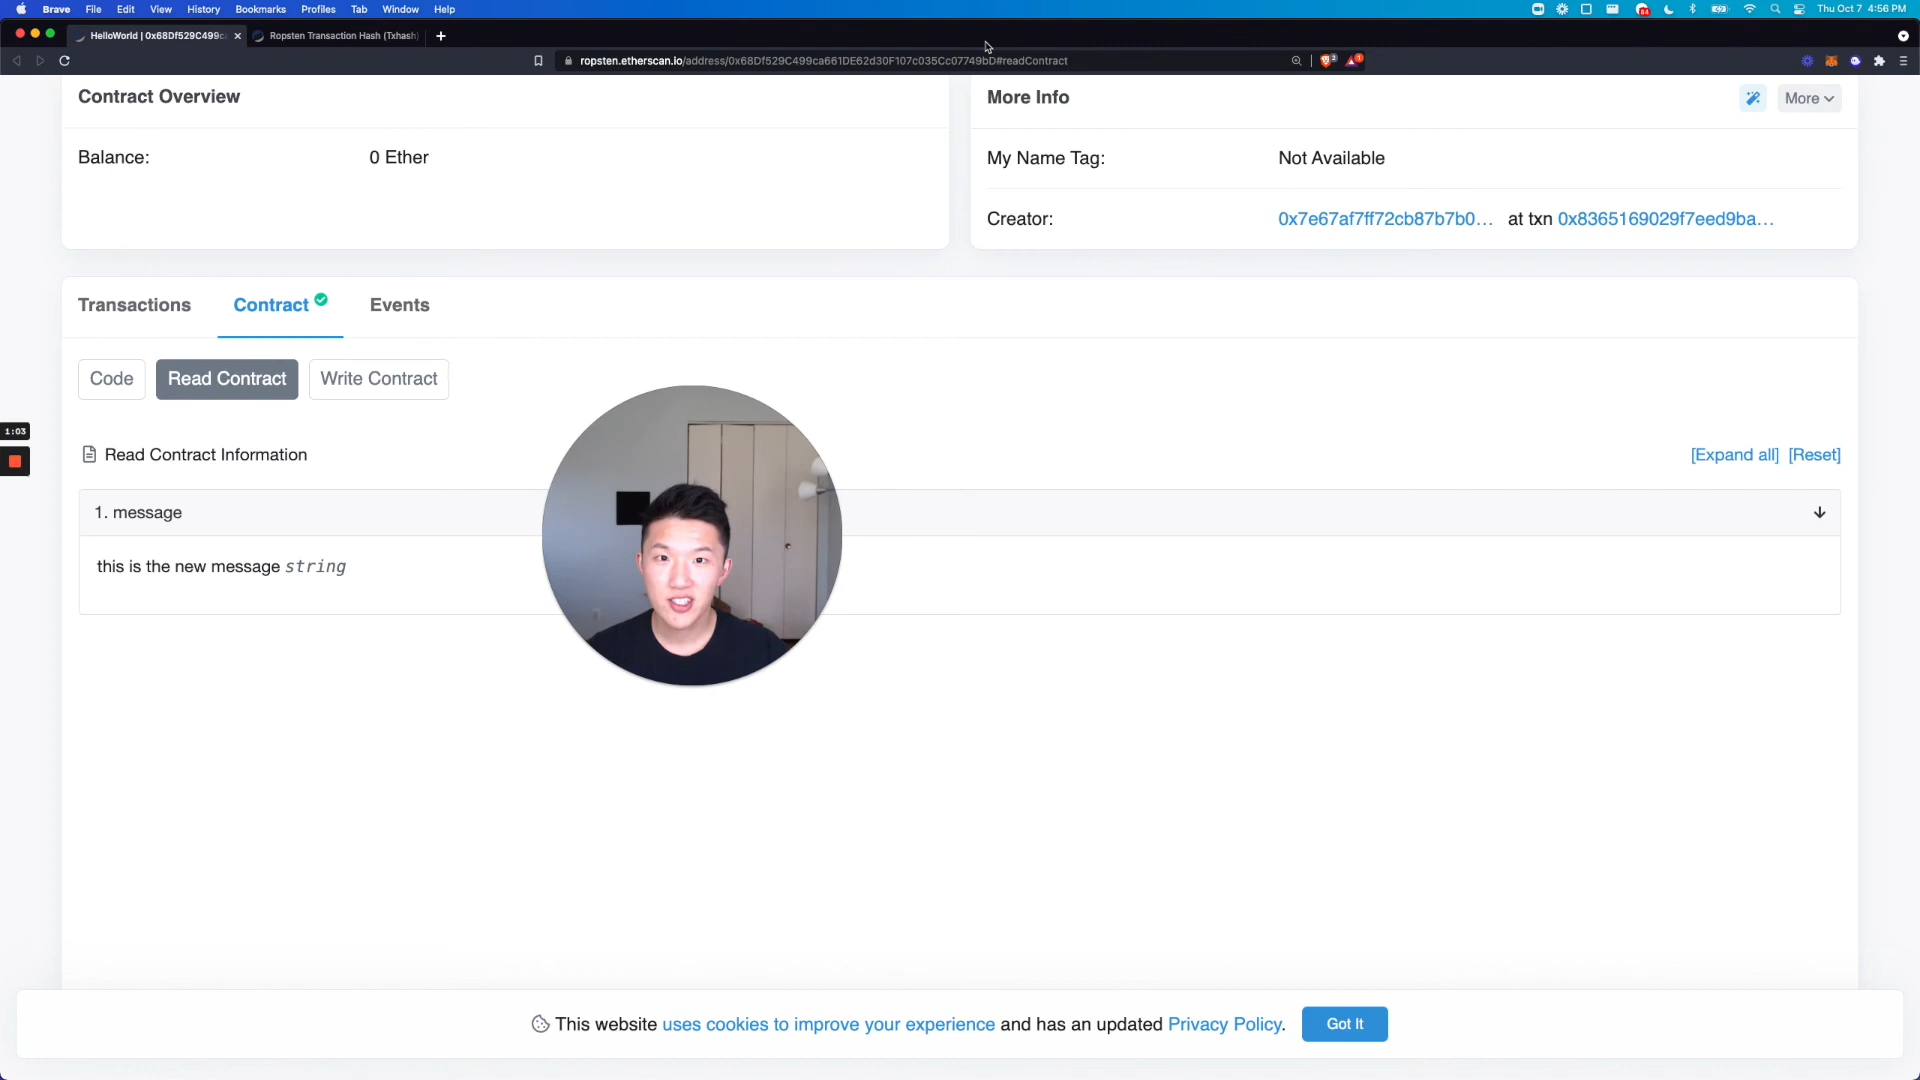 Brave File Edit View History Bookmarks Profiles Tab Window Help
84
Thu Oct 7 4:56 PM
HelloWorld | 0x68Df529C499c
Ropsten Transaction Hash (Txhash)
ropsten.etherscan.io/address/0x68Df529C499ca661DE62d30F107c035Cc07749bD#readContract
Contract Overview
Balance: 0 Ether
More Info
More
My Name Tag: Not Available
Creator: 0x7e67af7ff72cb87b7b0... at txn 0x8365169029f7eed9ba...
Transactions Contract Events
Code Read Contract Write Contract
1:03
Read Contract Information
[Expand all] [Reset]
1. message
this is the new message string
This website uses cookies to improve your experience and has an updated Privacy Policy. Got It